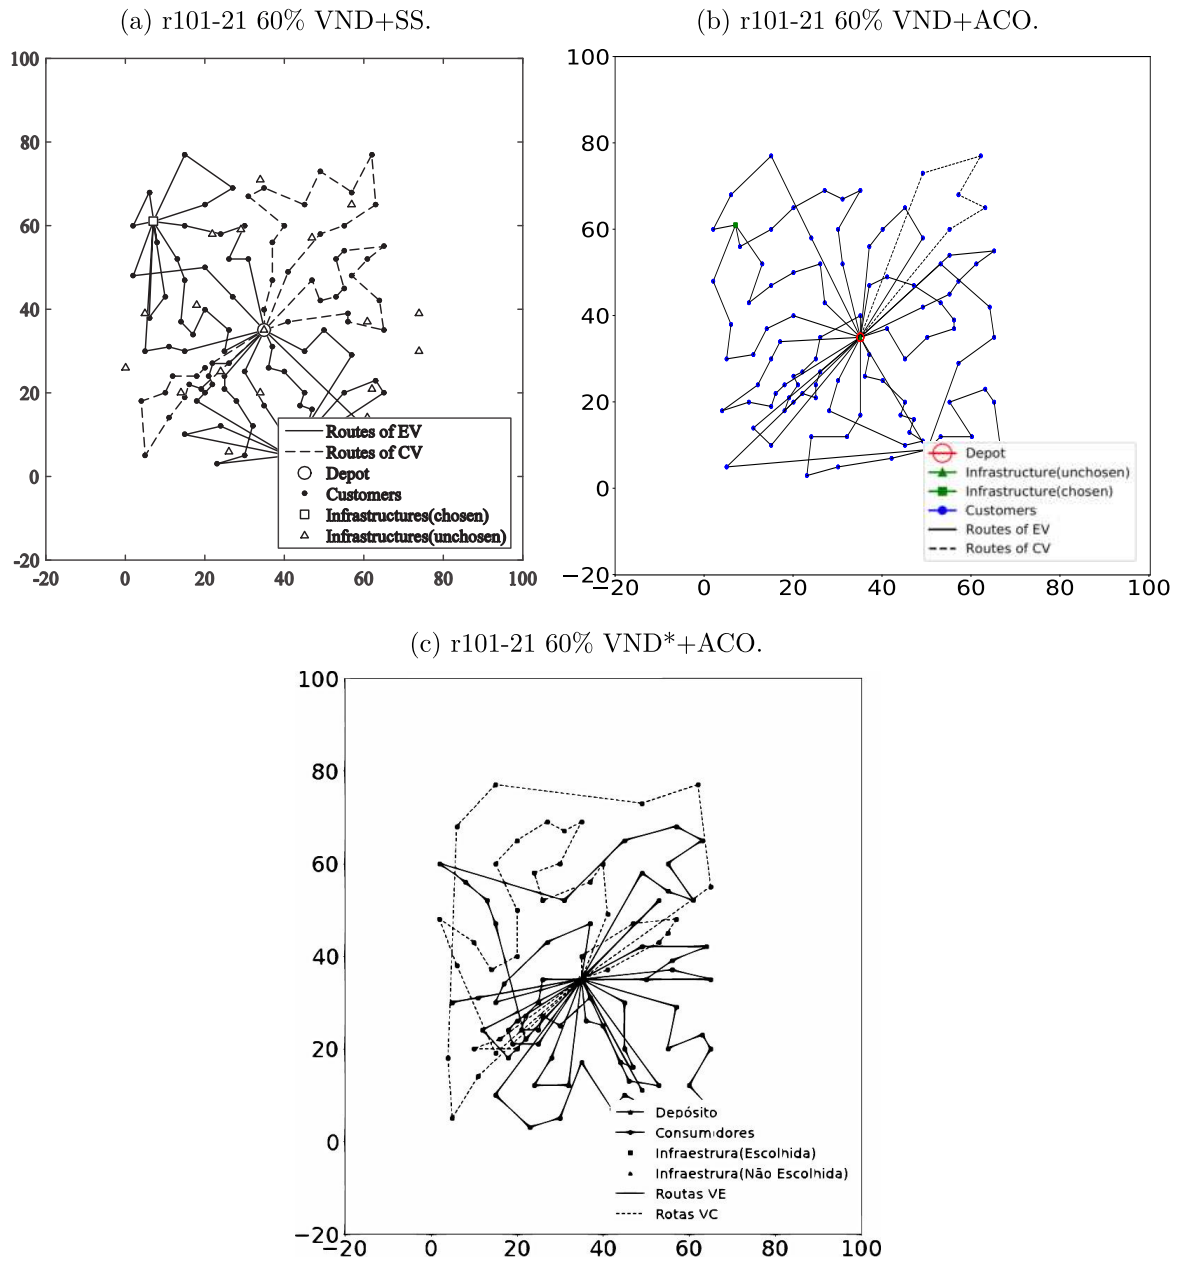 (a) r101-21 60% VND+SS.
(b) r101-21 60% VND+ACO.
100
80
60
40
20
0
-20
-20 0 20 40 60 80 100
Routes of EV
Routes of CV
Depot
Customers
Infrastructures(chosen)
Infrastructures(unchosen)
100
80
60
40
20
0
−20
−20 0 20 40 60 80 100
Depot
Infrastructure(unchosen)
Infrastructure(chosen)
Customers
Routes of EV
Routes of CV
(c) r101-21 60% VND*+ACO.
100
80
60
40
20
0
−20
−20 0 20 40 60 80 100
Depósito
Consumidores
Infraestrura(Escolhida)
Infraestrura(Não Escolhida)
Routas VE
Rotas VC